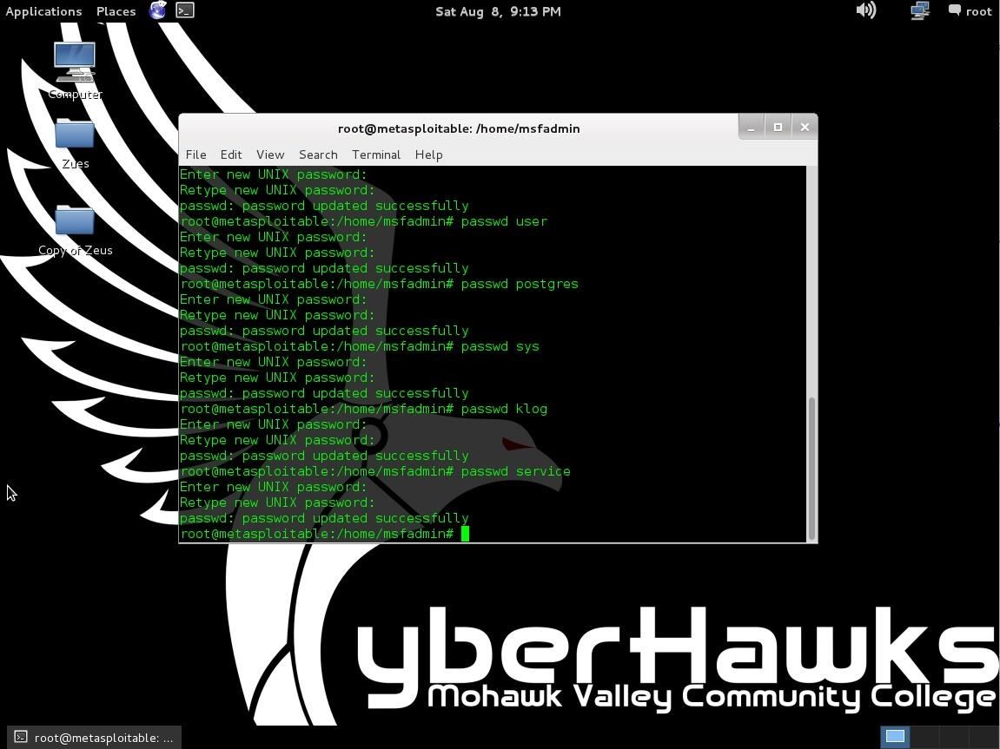 Applications Places Sat Aug 8, 9:13 PM root
Computer
Zues
Copy of Zeus
root@metasploitable: /home/msfadmin
File Edit View Search Terminal Help
Enter new UNIX password:
Retype new UNIX password:
passwd: password updated successfully
root@metasploitable:/home/msfadmin# passwd user
Enter new UNIX password:
Retype new UNIX password:
passwd: password updated successfully
root@metasploitable:/home/msfadmin# passwd postgres
Enter new UNIX password:
Retype new UNIX password:
passwd: password updated successfully
root@metasploitable:/home/msfadmin# passwd sys
Enter new UNIX password:
Retype new UNIX password:
passwd: password updated successfully
root@metasploitable:/home/msfadmin# passwd klog
Enter new UNIX password:
Retype new UNIX password:
passwd: password updated successfully
root@metasploitable:/home/msfadmin# passwd service
Enter new UNIX password:
Retype new UNIX password:
passwd: password updated successfully
root@metasploitable:/home/msfadmin#
yberHawks
Mohawk Valley Community College
root@metasploitable: ...